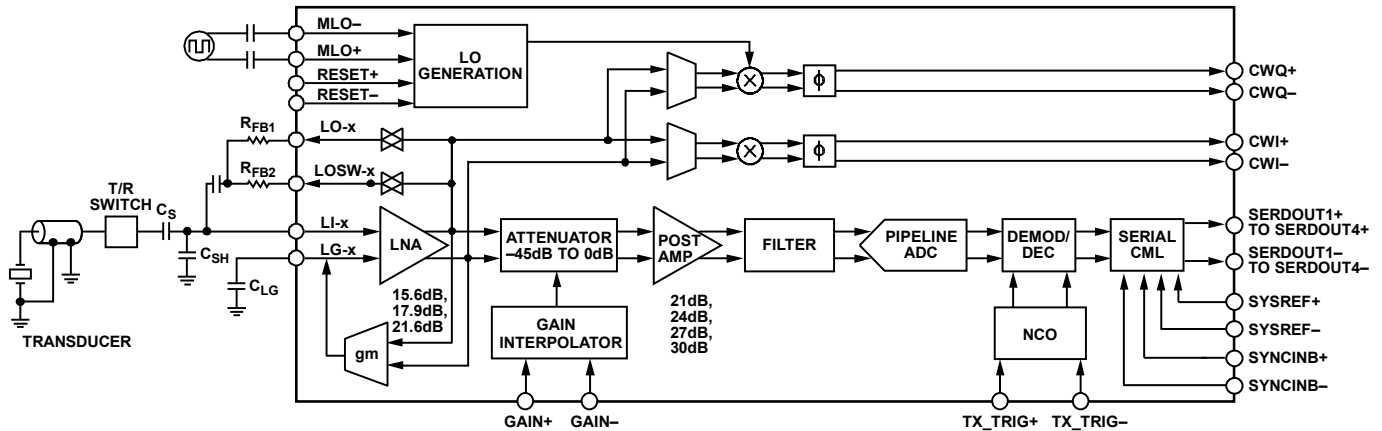 MLO–
MLO+
RESET+
RESET–
LO
GENERATION
CWQ+
CWQ–
CWI+
CWI–
ϕ
ϕ
RFB1
LO-x
RFB2
LOSW-x
T/R
SWITCH
CS
LI-x
LG-x
CSH
CLG
TRANSDUCER
LNA
15.6dB,
17.9dB,
21.6dB
gm
ATTENUATOR
–45dB TO 0dB
GAIN
INTERPOLATOR
POST
AMP
21dB,
24dB,
27dB,
30dB
FILTER
PIPELINE
ADC
DEMOD/
DEC
NCO
SERIAL
CML
SERDOUT1+
TO SERDOUT4+
SERDOUT1–
TO SERDOUT4–
SYSREF+
SYSREF–
SYNCINB+
SYNCINB–
GAIN+ GAIN–
TX_TRIG+ TX_TRIG–